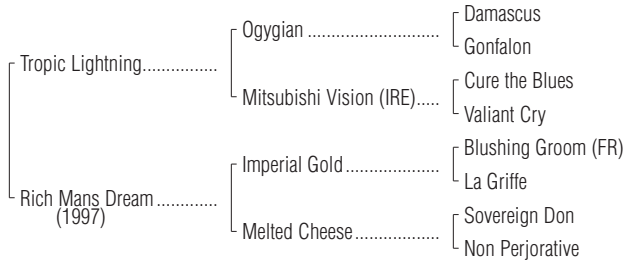 Damascus
Ogygian ............................
Gonfalon
Tropic Lightning................
Cure the Blues
Mitsubishi Vision (IRE).....
Valiant Cry
Blushing Groom (FR)
Imperial Gold ....................
La Griffe
Rich Mans Dream .............
(1997)
Sovereign Don
Melted Cheese..................
Non Perjorative